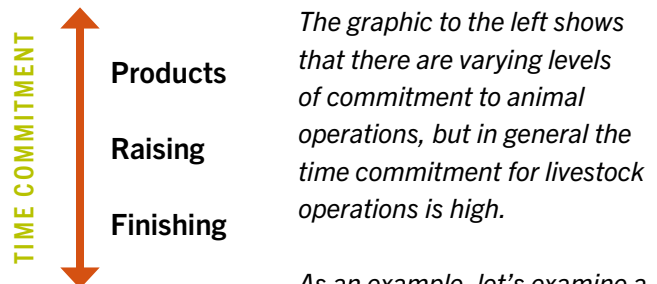 TIME COMMITMENT
Products
Raising
Finishing
The graphic to the left shows
that there are varying levels
of commitment to animal
operations, but in general the
time commitment for livestock
operations is high.
As an example, let's examine a